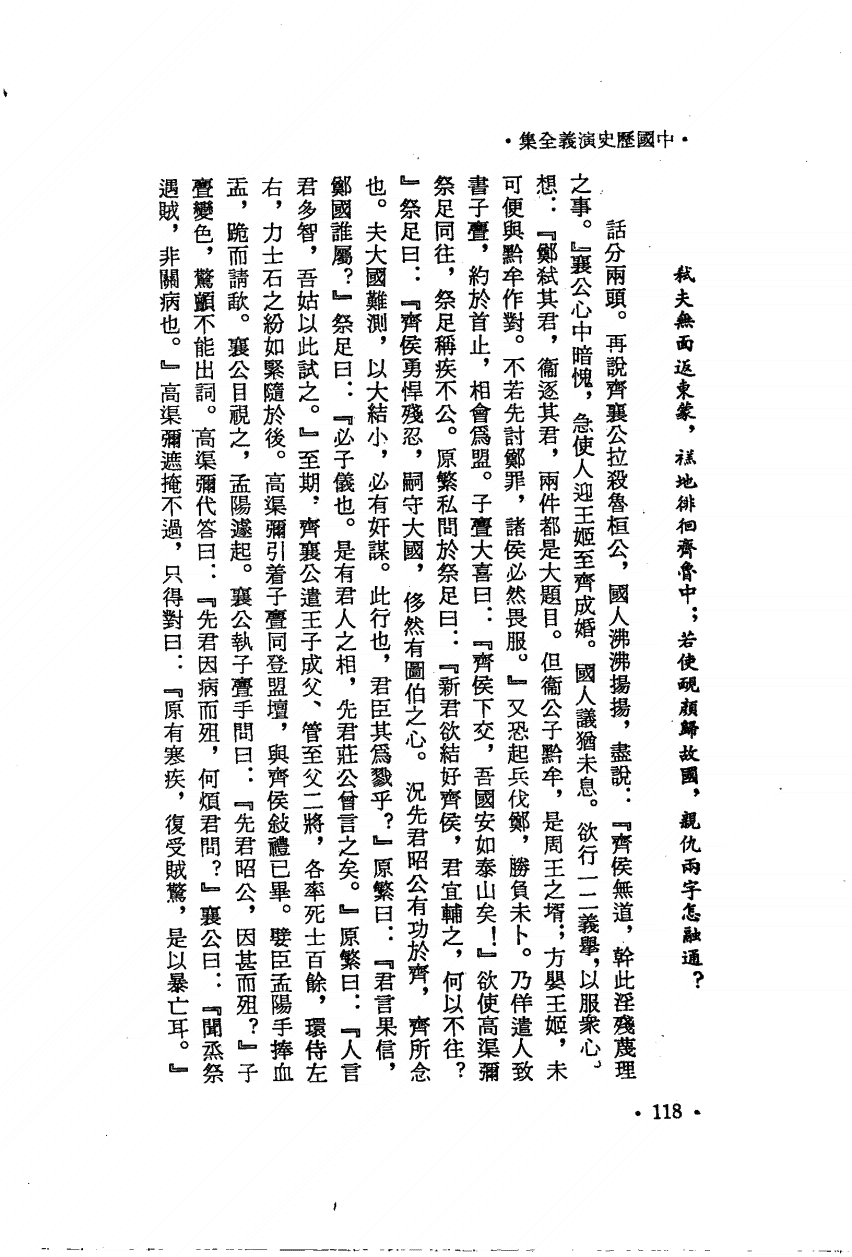 ·中國歷史演義全集·
弒夫無面返東蒙，禚地徘徊齊魯中；若使靦顏歸故國，親仇兩字怎融通？
話分兩頭。再說齊襄公拉殺魯桓公，國人沸沸揚揚，盡說：『齊侯無道，幹此淫殘蔑理
之事。』襄公心中暗愧，急使人迎王姬至齊成婚。國人議猶未息。欲行一二義舉，以服衆心。
想：『鄭弒其君，衞逐其君，兩件都是大題目。但衞公子黔牟，是周王之壻；方娶王姬，未
可便與黔牟作對。不若先討鄭罪，諸侯必然畏服。』又恐起兵伐鄭，勝負未卜。乃佯遣人致
書子亹，約於首止，相會爲盟。子亹大喜曰：『齊侯下交，吾國安如泰山矣！』欲使高渠彌
祭足同往，祭足稱疾不公。原繁私問於祭足曰：『新君欲結好齊侯，君宜輔之，何以不往？
』祭足曰：『齊侯勇悍殘忍，嗣守大國，侈然有圖伯之心。況先君昭公有功於齊，齊所念
也。夫大國難測，以大結小，必有奸謀。此行也，君臣其爲戮乎？』原繁曰：『君言果信，
鄭國誰屬？』祭足曰：『必子儀也。是有君人之相，先君莊公曾言之矣。』原繁曰：『人言
君多智，吾姑以此試之。』至期，齊襄公遣王子成父、管至父二將，各率死士百餘，環侍左
右，力士石之紛如緊隨於後。高渠彌引着子亹同登盟壇，與齊侯敍禮已畢。嬖臣孟陽手捧血
盂，跪而請歃。襄公目視之，孟陽遽起。襄公執子亹手問曰：『先君昭公，因甚而殂？』子
亹變色，驚顫不能出詞。高渠彌代答曰：『先君因病而殂，何煩君問？』襄公曰：『聞蒸祭
遇賊，非關病也。』高渠彌遮掩不過，只得對曰：『原有寒疾，復受賊驚，是以暴亡耳。』
·118·